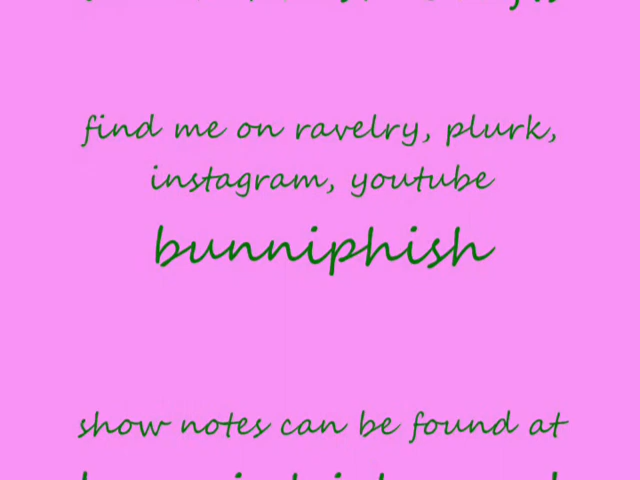 find me on ravelry, plurk,
instagram, youtube
bunniphish
show notes can be found at